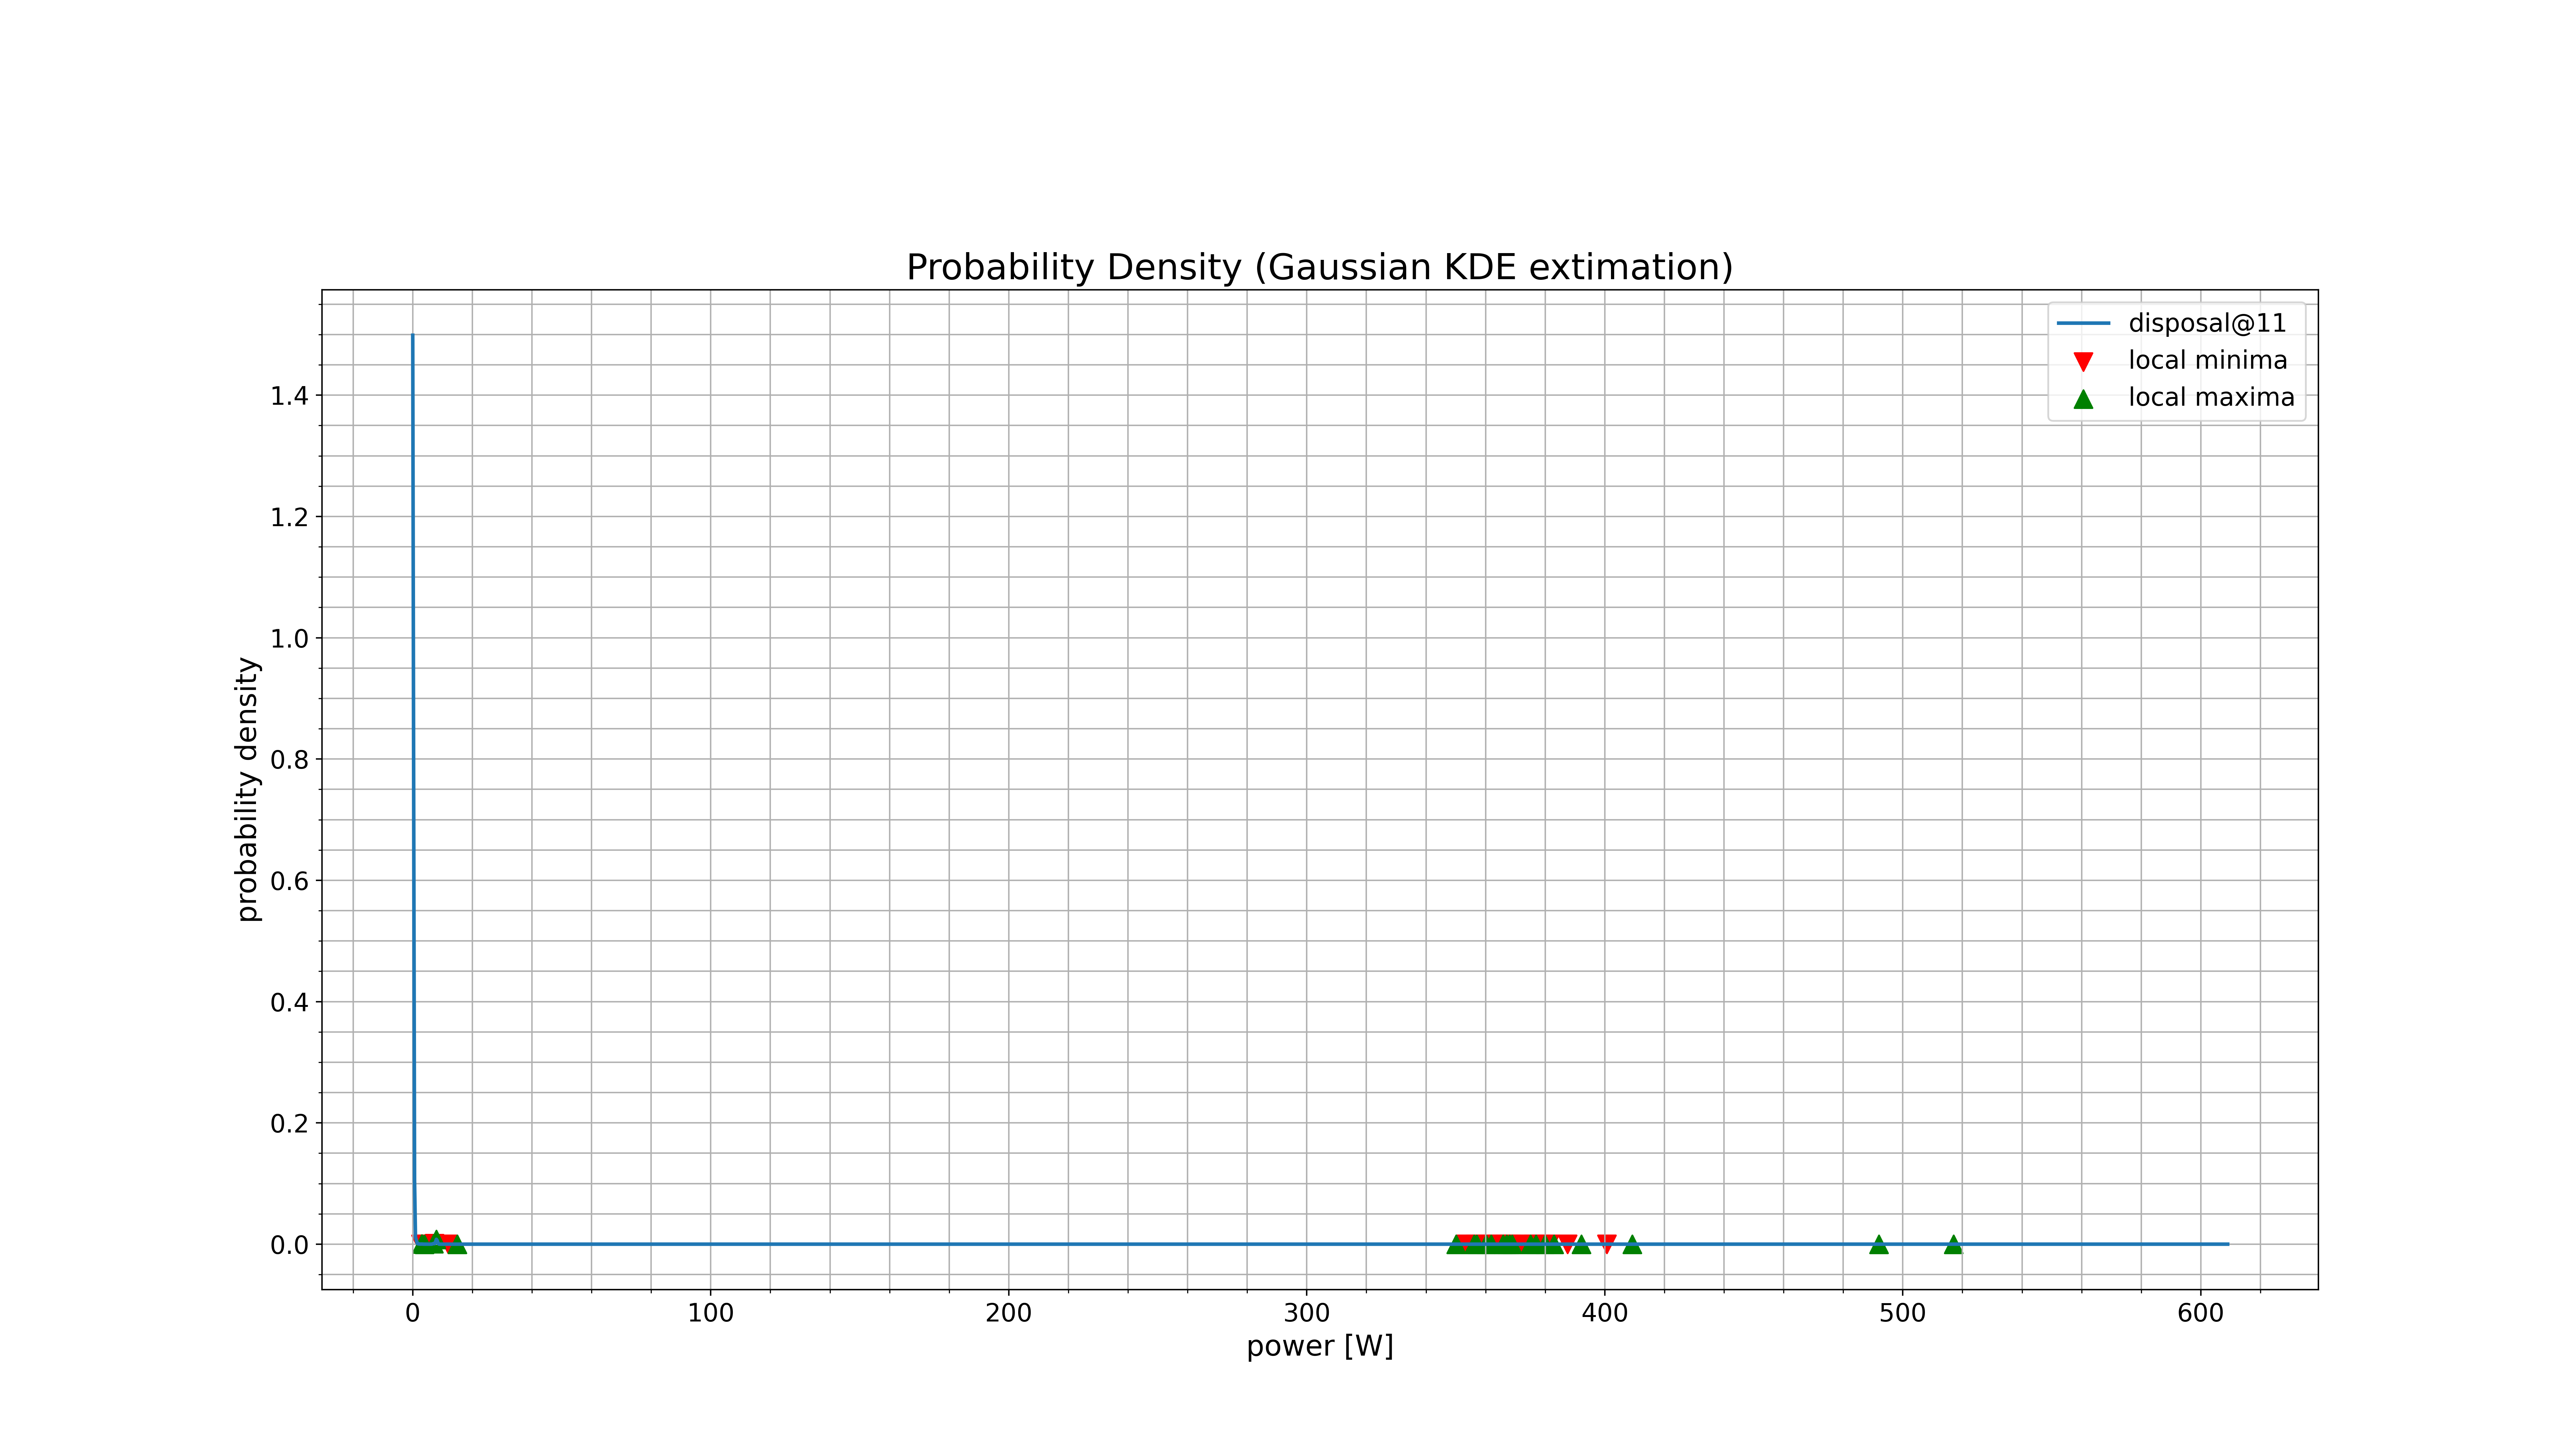 Probability Density (Gaussian KDE extimation)
disposal@11
local minima
local maxima
probability density
1.4
1.2
1.0
0.8
0.6
0.4
0.2
0.0
0 100 200 300 400 500 600
power [W]